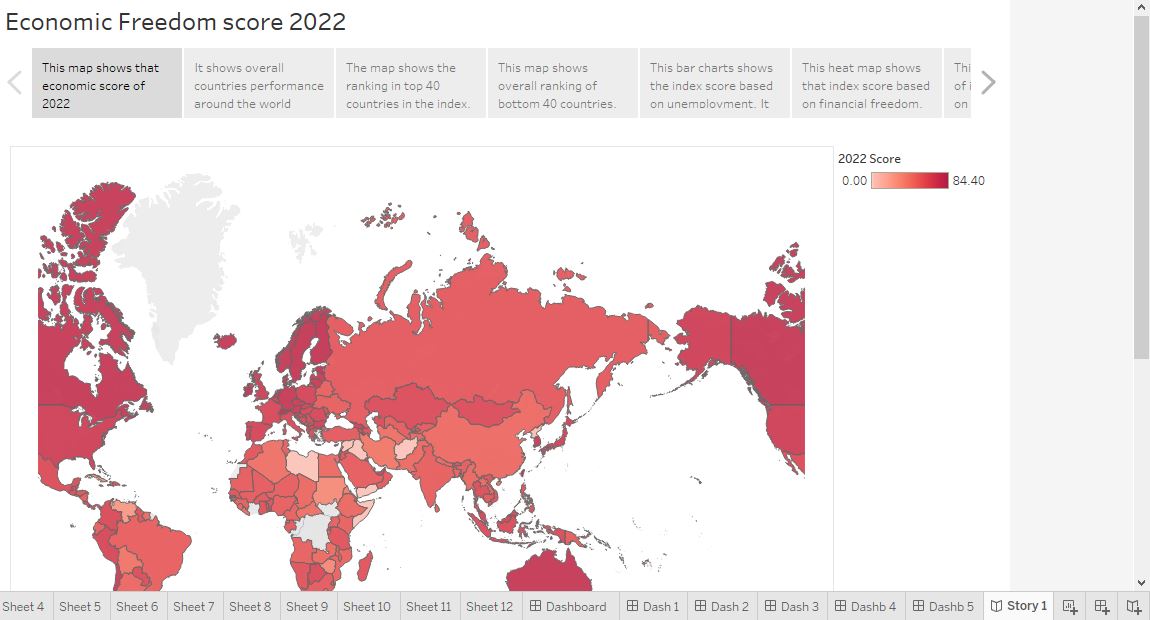 Economic Freedom score 2022
This map shows that
economic score of
2022
It shows overall
countries performance
around the world
The map shows the
ranking in top 40
countries in the index.
This map shows
overall ranking of
bottom 40 countries.
This bar charts shows
the index score based
on unemployment. It
This heat map shows
that index score based
on financial freedom.
of
on
2022 Score
0.00 84.40
Sheet 4 Sheet 5 Sheet 6 Sheet 7 Sheet 8 Sheet 9 Sheet 10 Sheet 11 Sheet 12 Dashboard Dash 1 Dash 2 Dash 3 Dashb 4 Dashb 5 Story 1